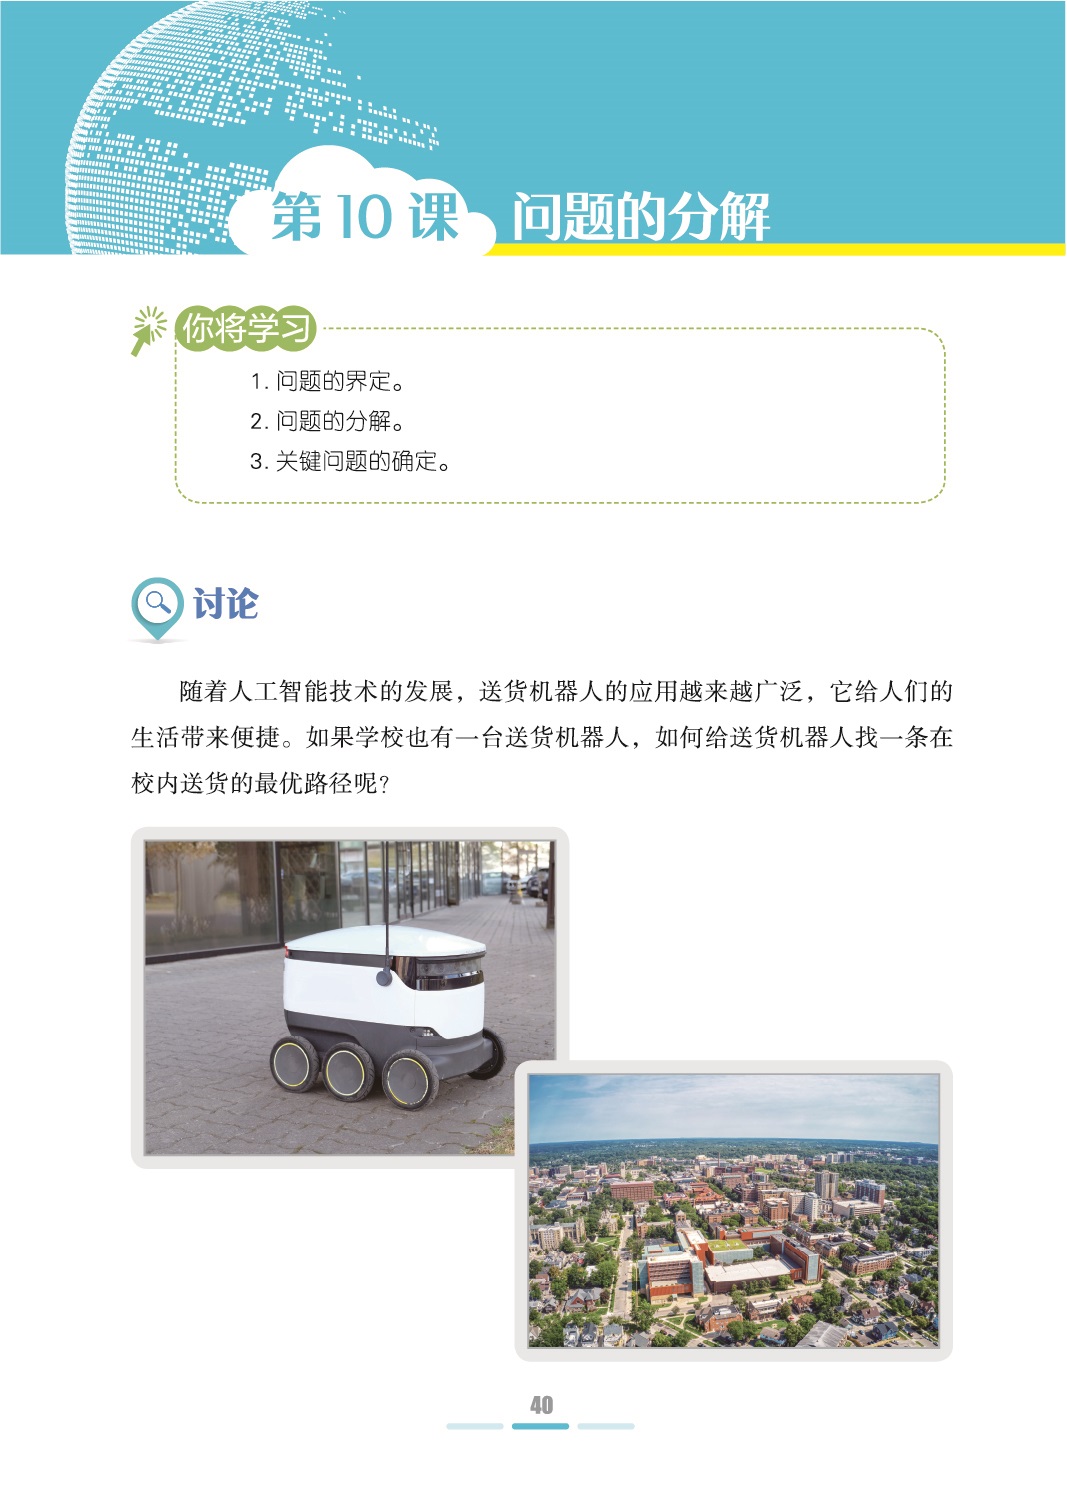 第10课 问题的分解
你将学习
1. 问题的界定。
2. 问题的分解。
3. 关键问题的确定。
讨论
随着人工智能技术的发展，送货机器人的应用越来越广泛，它给人们的
生活带来便捷。如果学校也有一台送货机器人，如何给送货机器人找一条在
校内送货的最优路径呢？
40